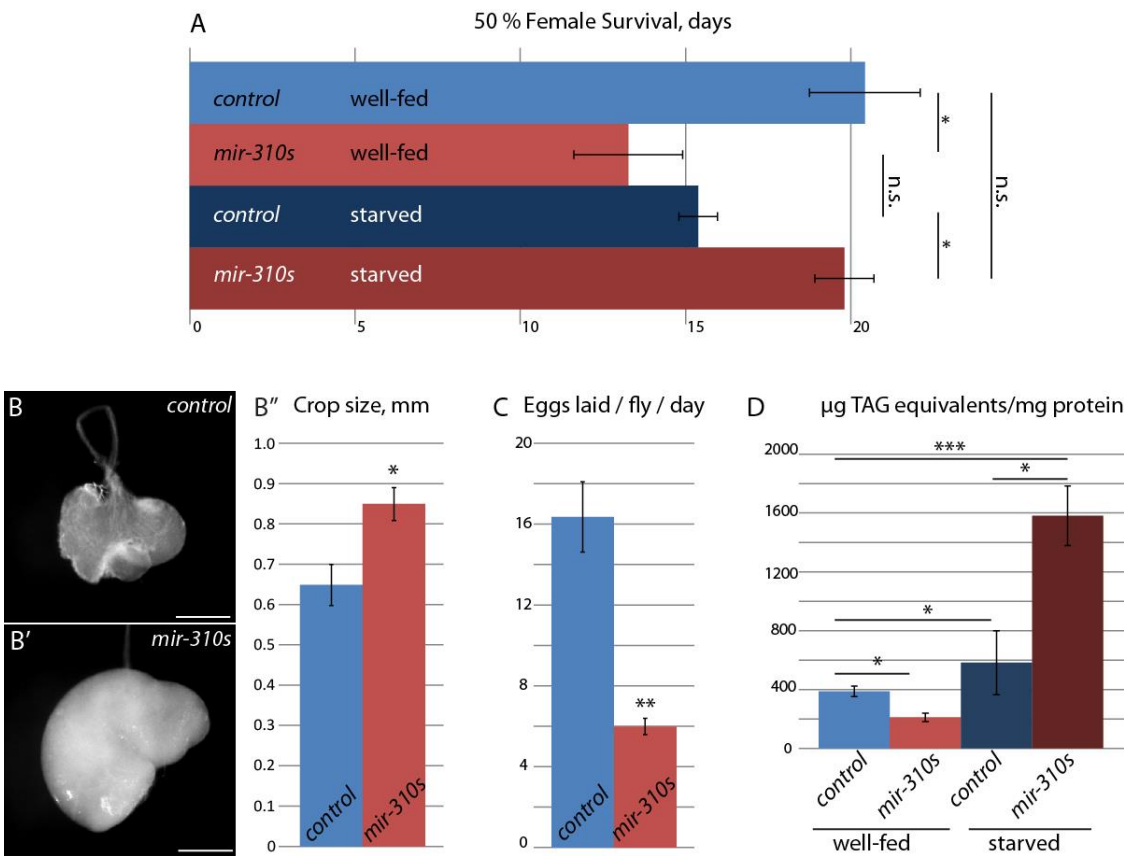 A 50 % Female Survival, days
control well-fed
mir-310s well-fed
control starved
mir-310s starved
*
n.s.
*
n.s.
0 5 10 15 20
B control
B' mir-310s
B" Crop size, mm
1.0
0.9
0.8
0.7
0.6
0.5
0.4
0.3
0.2
0.1
0
*
control mir-310s
C Eggs laid / fly / day
20
16
12
8
4
0
**
control mir-310s
D µg TAG equivalents/mg protein
2000
1600
1200
800
400
0
***
*
*
*
control mir-310s control mir-310s
well-fed starved